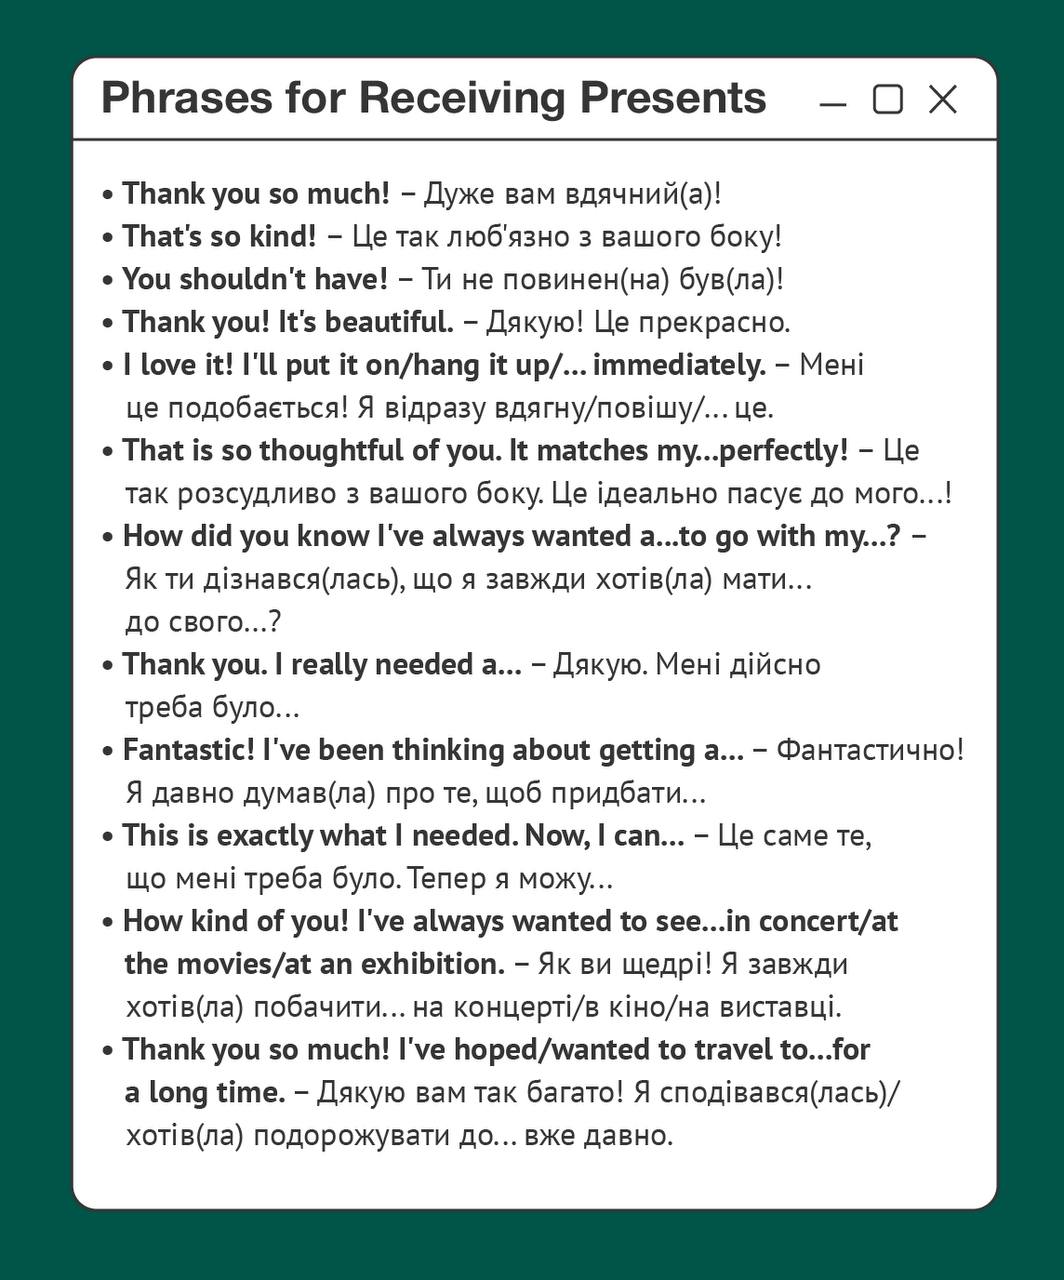 Phrases for Receiving Presents
• Thank you so much! – Дуже вам вдячний(а)!
• That's so kind! – Це так люб'язно з вашого боку!
• You shouldn't have! – Ти не повинен(на) був(ла)!
• Thank you! It's beautiful. – Дякую! Це прекрасно.
• I love it! I'll put it on/hang it up/... immediately. – Мені
це подобається! Я відразу вдягну/повішу/... це.
• That is so thoughtful of you. It matches my...perfectly! – Це
так розсудливо з вашого боку. Це ідеально пасує до мого...!
• How did you know I've always wanted a...to go with my...? –
Як ти дізнався(лась), що я завжди хотів(ла) мати...
до свого...?
• Thank you. I really needed a... – Дякую. Мені дійсно
треба було...
• Fantastic! I've been thinking about getting a... – Фантастично!
Я давно думав(ла) про те, щоб придбати...
• This is exactly what I needed. Now, I can... – Це саме те,
що мені треба було. Тепер я можу...
• How kind of you! I've always wanted to see...in concert/at
the movies/at an exhibition. – Як ви щедрі! Я завжди
хотів(ла) побачити... на концерті/в кіно/на виставці.
• Thank you so much! I've hoped/wanted to travel to...for
a long time. – Дякую вам так багато! Я сподівався(лась)/
хотів(ла) подорожувати до... вже давно.